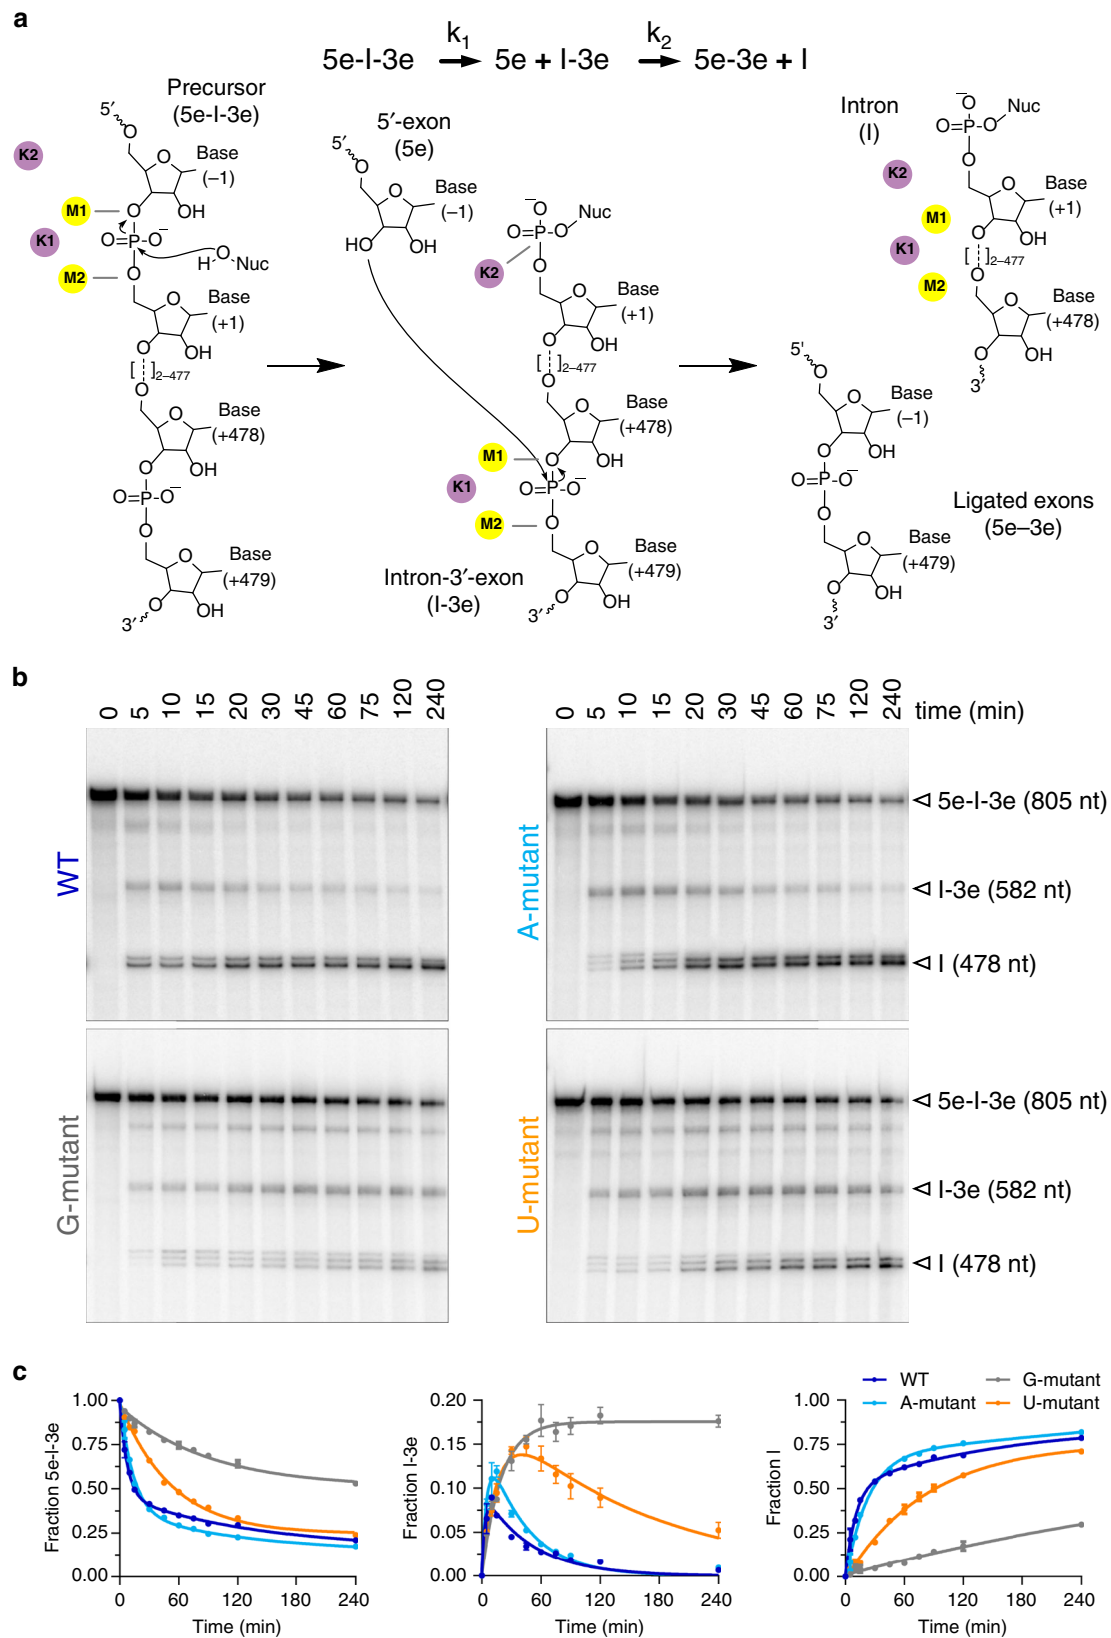 a
5e-I-3e k1 5e + I-3e k2 5e-3e + I
Precursor
(5e-I-3e)
5′
O
O
Base
(–1)
K2
M1
O
OH
K1
O=P-O–
H O Nuc
M2
O
O
Base
(+1)
O
OH
[ ]2–477
O
O
Base
(+478)
O
OH
O=P-O–
O
O
Base
(+479)
O
OH
3′
5′-exon
(5e)
5′
O
O
Base
(–1)
HO
OH
–O
Nuc
O=P-O
K2
O
O
Base
(+1)
O
OH
[ ]2–477
O
O
Base
(+478)
M1
O
OH
K1
O=P-O–
M2
O
O
Base
(+479)
Intron-3′-exon
(I-3e)
O
OH
3′
Intron
(I)
–O
Nuc
O=P-O
K2
O
O
Base
(+1)
M1
O
OH
K1
[ ]2–477
M2
O
O
Base
(+478)
O
OH
3′
5'
O
O
Base
(–1)
O
OH
O=P-O–
O
Ligated exons
(5e–3e)
O
Base
(+479)
O
OH
3′
b
0 5 10 15 20 30 45 60 75 120 240
0 5 10 15 20 30 45 60 75 120 240 time (min)
WT
A-mutant
5e-I-3e (805 nt)
I-3e (582 nt)
I (478 nt)
G-mutant
U-mutant
5e-I-3e (805 nt)
I-3e (582 nt)
I (478 nt)
c
WT
G-mutant
A-mutant
U-mutant
Fraction 5e-I-3e
1.00
0.75
0.50
0.25
0.00
0 60 120 180 240
Time (min)
Fraction I-3e
0.20
0.15
0.10
0.05
0.00
0 60 120 180 240
Time (min)
Fraction I
1.00
0.75
0.50
0.25
0.00
0 60 120 180 240
Time (min)